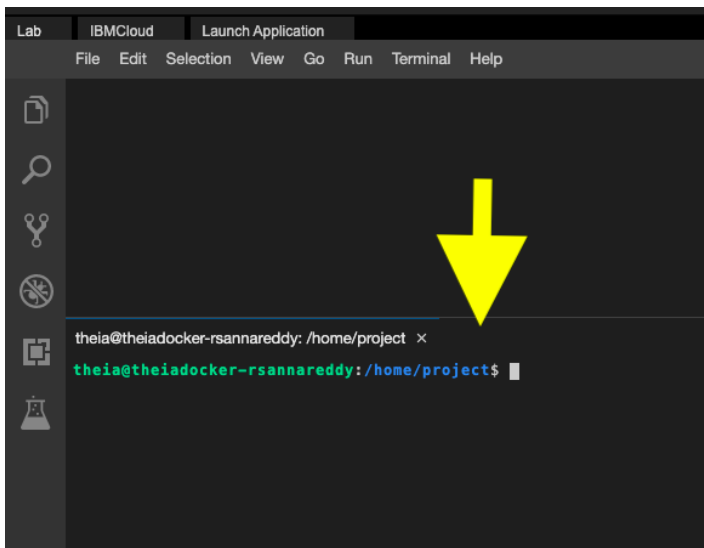 Lab IBMCloud Launch Application
File Edit Selection View Go Run Terminal Help
theia@theiadocker-rsannareddy: /home/project ×
theia@theiadocker-rsannareddy:/home/project$